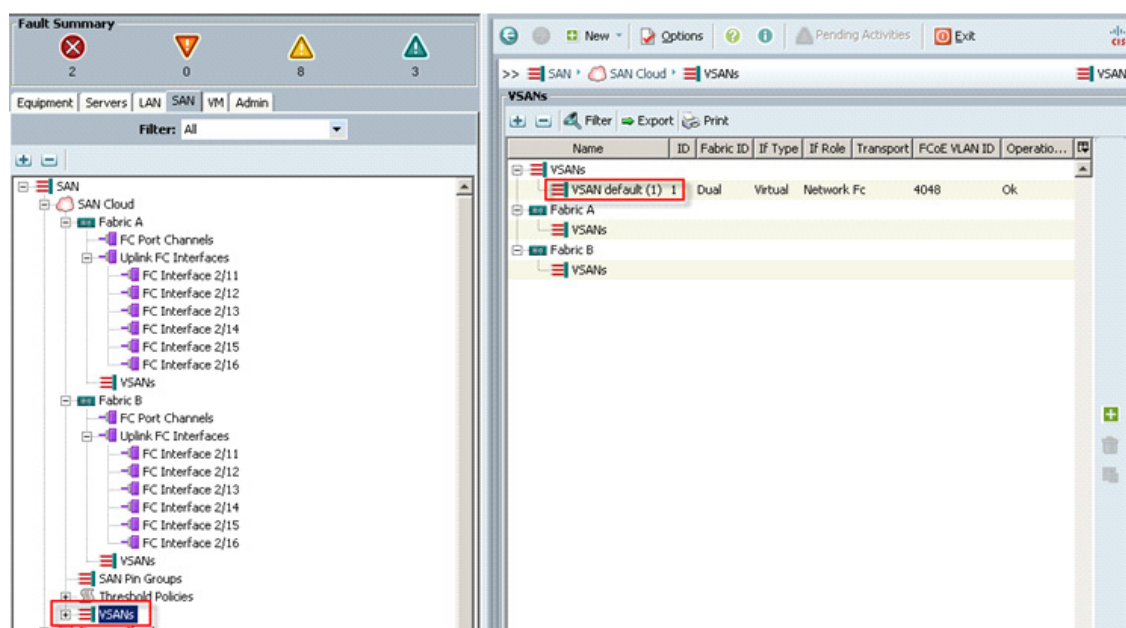 Fault Summary
2 0 8 3
Equipment Servers LAN SAN VM Admin
Filter: All
SAN
SAN Cloud
Fabric A
FC Port Channels
Uplink FC Interfaces
FC Interface 2/11
FC Interface 2/12
FC Interface 2/13
FC Interface 2/14
FC Interface 2/15
FC Interface 2/16
VSANs
Fabric B
FC Port Channels
Uplink FC Interfaces
FC Interface 2/11
FC Interface 2/12
FC Interface 2/13
FC Interface 2/14
FC Interface 2/15
FC Interface 2/16
VSANs
SAN Pin Groups
Threshold Policies
VSANs
New Options Pending Activities Exit
>> SAN SAN Cloud VSANs VSAN
VSANs
Filter Export Print
Name ID Fabric ID If Type If Role Transport FCoE VLAN ID Operatio...
VSANs
VSAN default (1) 1 Dual Virtual Network Fc 4048 Ok
Fabric A
VSANs
Fabric B
VSANs